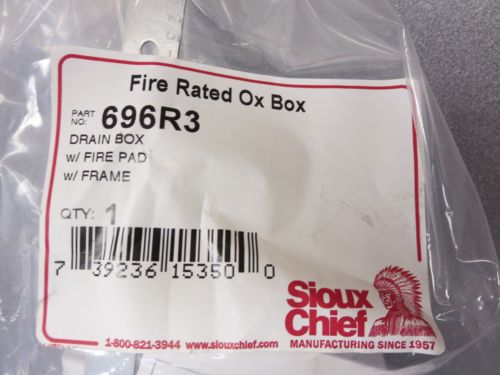 Fire Rated Ox Box
PART NO: 696R3
DRAIN BOX
w/ FIRE PAD
w/ FRAME
QTY: 1
7 39236 15350 0
Sioux
Chief
MANUFACTURING SINCE 1957
1-800-821-3944 www.siouxchief.com